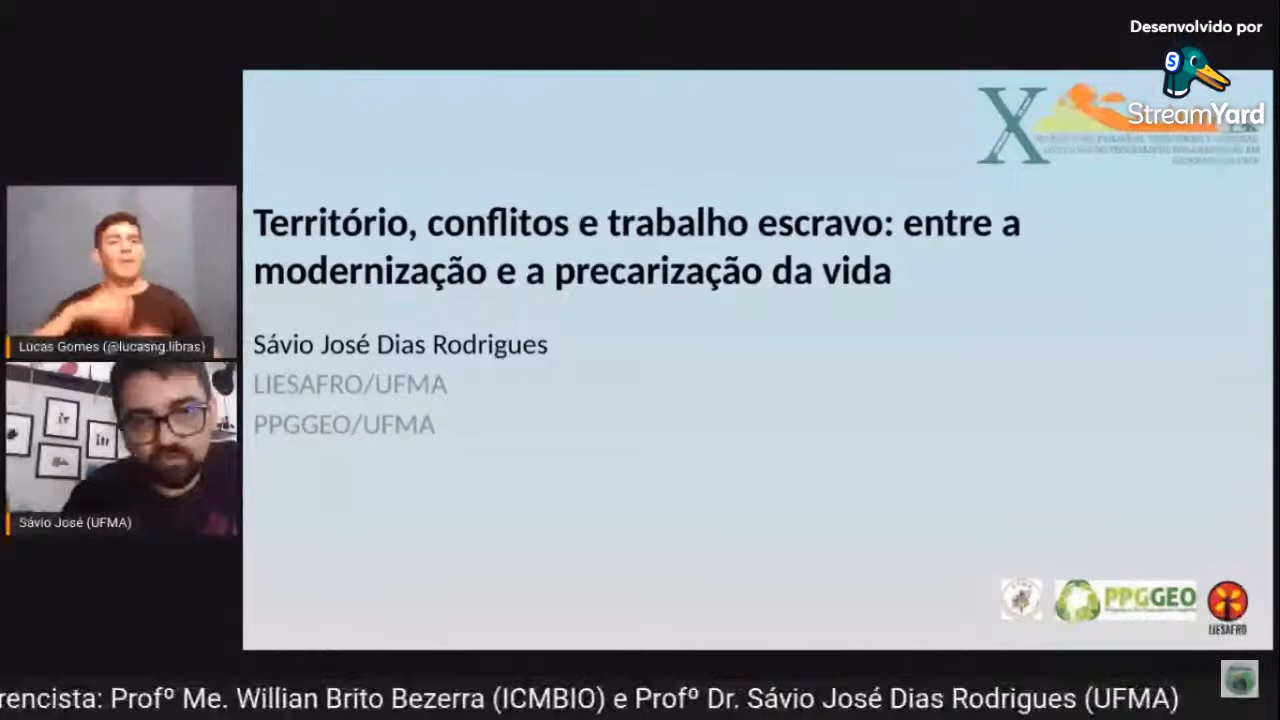 Desenvolvido por
StreamYard
X
Território, conflitos e trabalho escravo: entre a
modernização e a precarização da vida
Sávio José Dias Rodrigues
LIESAFRO/UFMA
PPGGEO/UFMA
Lucas Gomes (@lucasng.libras)
Sávio José (UFMA)
PPGGEO
LIESAFRO
rencista: Profº Me. Willian Brito Bezerra (ICMBIO) e Profº Dr. Sávio José Dias Rodrigues (UFMA)